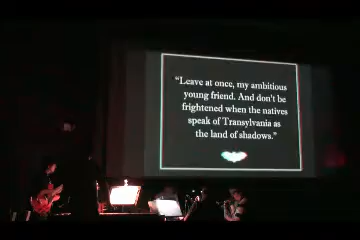 "Leave at once, my ambitious
young friend. And don't be
frightened when the natives
speak of Transylvania as
the land of shadows."